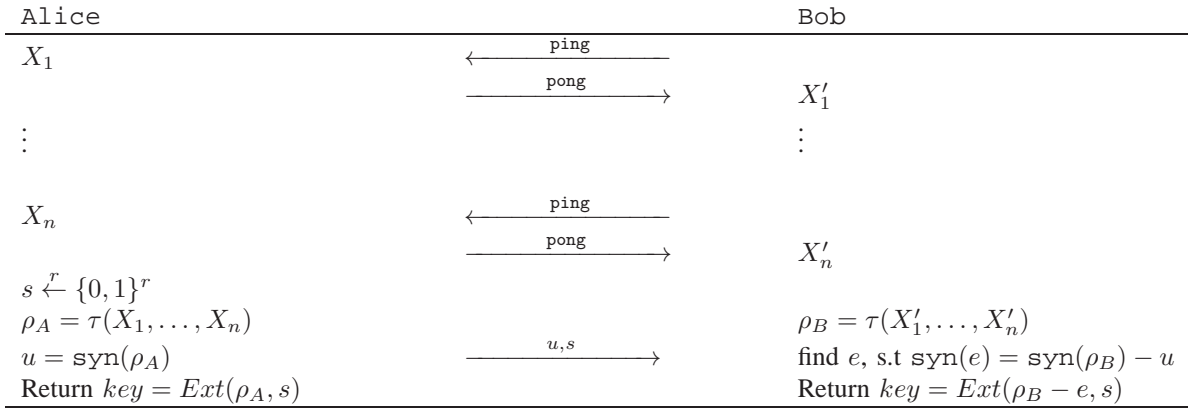 Alice Bob
X_1 ping
pong X'_1
⋮ ⋮
X_n ping
pong X'_n
s ←^r {0, 1}^r
ρ_A = τ(X_1, . . . , X_n) ρ_B = τ(X'_1, . . . , X'_n)
u = syn(ρ_A) u,s find e, s.t syn(e) = syn(ρ_B) − u
Return key = Ext(ρ_A, s) Return key = Ext(ρ_B − e, s)